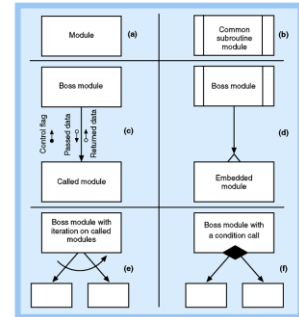 Module
(a)
Common
subroutine
module
(b)
Boss module
Control flag
Passed data
Returned data
(c)
Called module
Boss module
(d)
Embedded
module
Boss module with
iteration on called
modules
(e)
Boss module with
a condition call
(f)